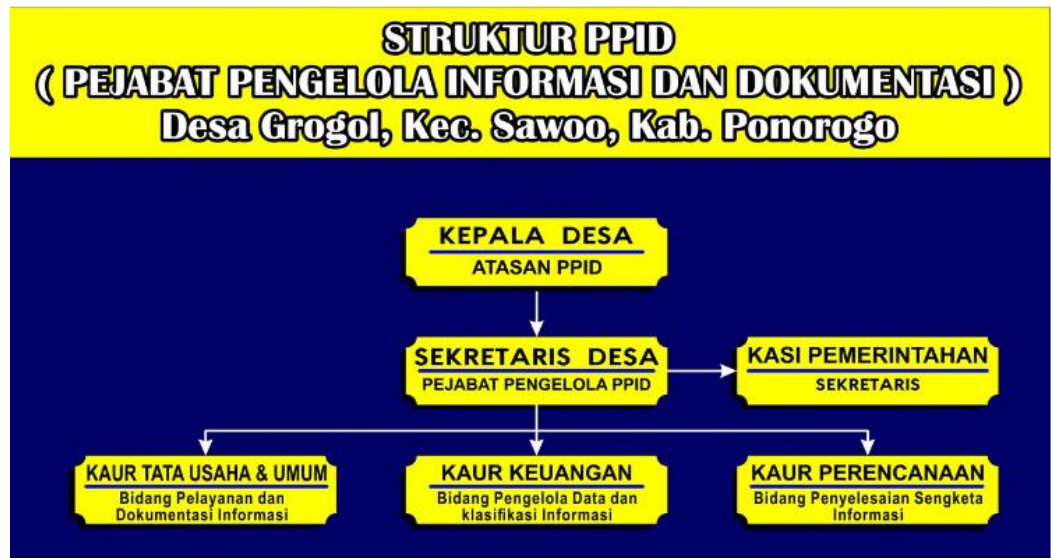 STRUKTUR PPID
( PEJABAT PENGELOLA INFORMASI DAN DOKUMENTASI )
Desa Grogol, Kec. Sawoo, Kab. Ponorogo
KEPALA DESA
ATASAN PPID
SEKRETARIS DESA
PEJABAT PENGELOLA PPID
KASI PEMERINTAHAN
SEKRETARIS
KAUR TATA USAHA & UMUM
Bidang Pelayanan dan
Dokumentasi Informasi
KAUR KEUANGAN
Bidang Pengelola Data dan
klasifikasi Informasi
KAUR PERENCANAAN
Bidang Penyelesaian Sengketa
Informasi